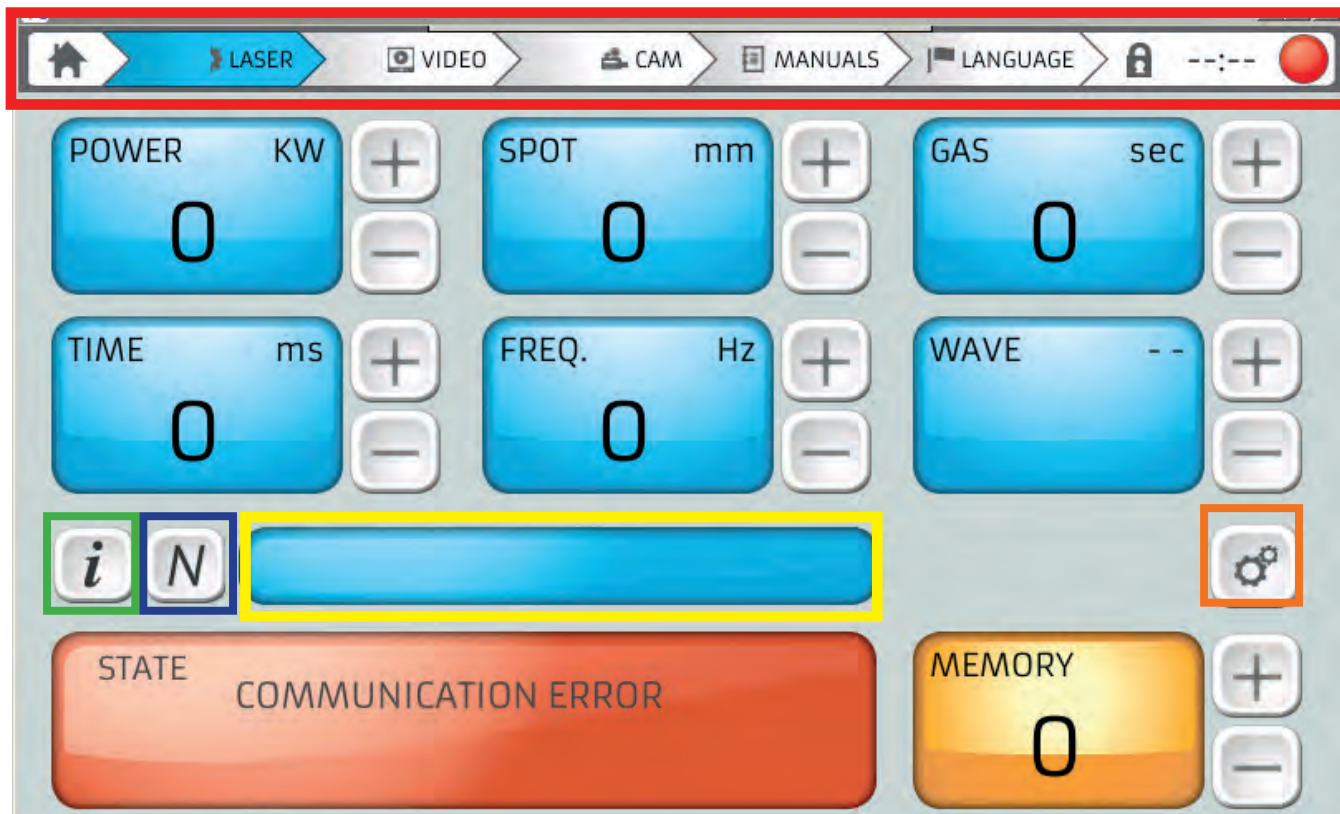 LASER VIDEO CAM MANUALS LANGUAGE --:--
POWER KW SPOT mm GAS sec
0 0 0
TIME ms FREQ. Hz WAVE - -
0 0
i N
STATE MEMORY
COMMUNICATION ERROR
0